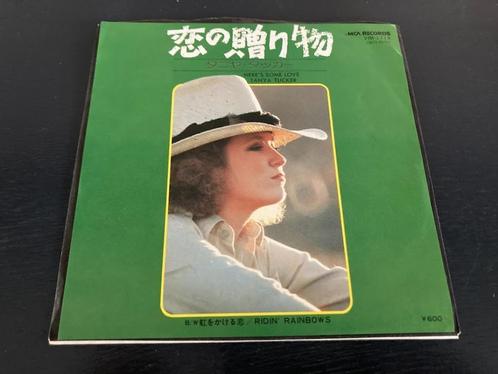 恋の贈り物
MCA RECORDS
タニヤ・タッカー
HERE'S SOME LOVE
TANYA TUCKER
B/W 虹をかける恋/RIDIN' RAINBOWS
¥600